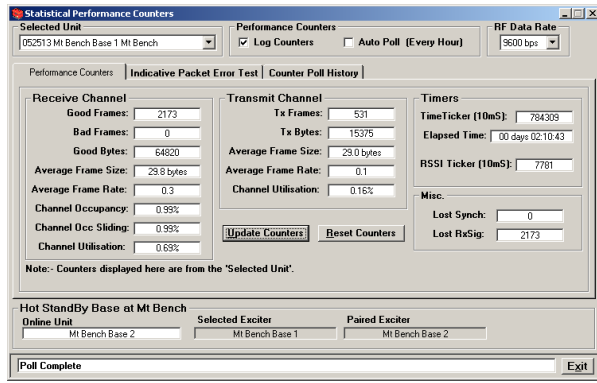 Statistical Performance Counters
Selected Unit
052513 Mt Bench Base 1 Mt Bench
Performance Counters
Log Counters
Auto Poll (Every Hour)
RF Data Rate
9600 bps
Performance Counters
Indicative Packet Error Test
Counter Poll History
Receive Channel
Good Frames: 2173
Bad Frames: 0
Good Bytes: 64820
Average Frame Size: 29.8 bytes
Average Frame Rate: 0.3
Channel Occupancy: 0.99%
Channel Occ Sliding: 0.99%
Channel Utilisation: 0.69%
Transmit Channel
Tx Frames: 531
Tx Bytes: 15375
Average Frame Size: 29.0 bytes
Average Frame Rate: 0.1
Channel Utilisation: 0.16%
Update Counters
Reset Counters
Timers
TimeTicker (10mS): 784309
Elapsed Time: 00 days 02:10:43
RSSI Ticker (10mS): 7781
Misc.
Lost Synch: 0
Lost RxSig: 2173
Note:- Counters displayed here are from the 'Selected Unit'.
Hot StandBy Base at Mt Bench
Online Unit
Mt Bench Base 2
Selected Exciter
Mt Bench Base 1
Paired Exciter
Mt Bench Base 2
Poll Complete
Exit